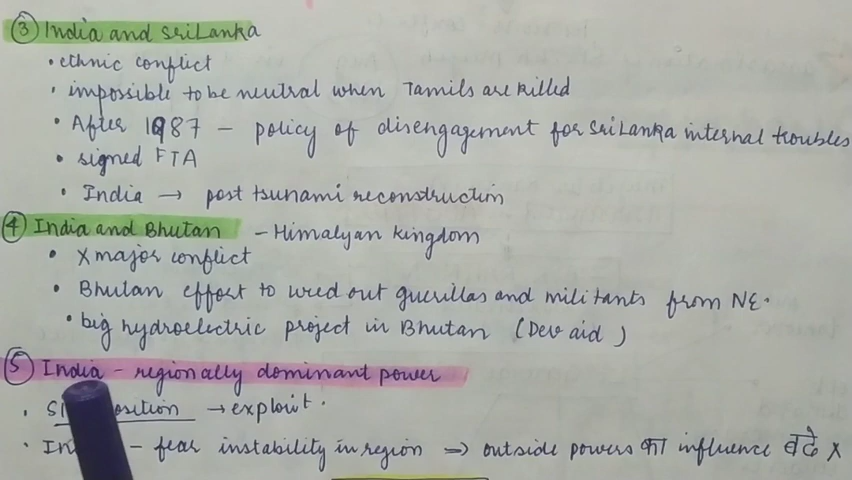 ③ India and SriLanka
• ethnic conflict
• impossible to be neutral when Tamils are killed
• After 1987 – policy of disengagement for SriLanka internal troubles
• signed FTA
• India → post tsunami reconstruction
④ India and Bhutan – Himalyan kingdom
• X major conflict
• Bhutan effort to weed out guerillas and militants from NE.
• big hydroelectric project in Bhutan (Dev aid)
⑤ India – regionally dominant power
• → exploit.
• – fear instability in region ⇒ outside powers का influence बढ़े X